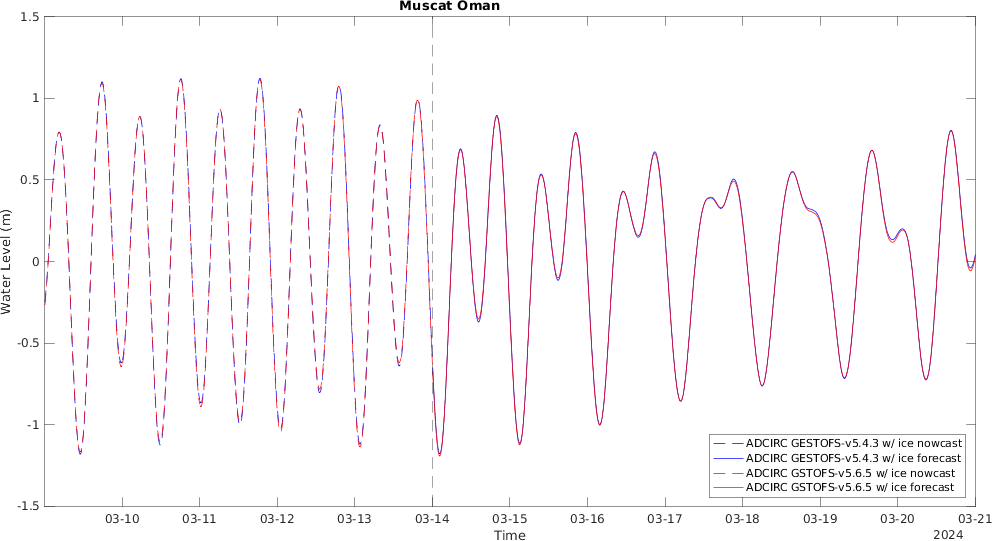 Muscat Oman
Water Level (m)
1.5
1
0.5
0
-0.5
-1
-1.5
03-10 03-11 03-12 03-13 03-14 03-15 03-16 03-17 03-18 03-19 03-20 03-21
Time
2024
ADCIRC GESTOFS-v5.4.3 w/ ice nowcast
ADCIRC GESTOFS-v5.4.3 w/ ice forecast
ADCIRC GSTOFS-v5.6.5 w/ ice nowcast
ADCIRC GSTOFS-v5.6.5 w/ ice forecast